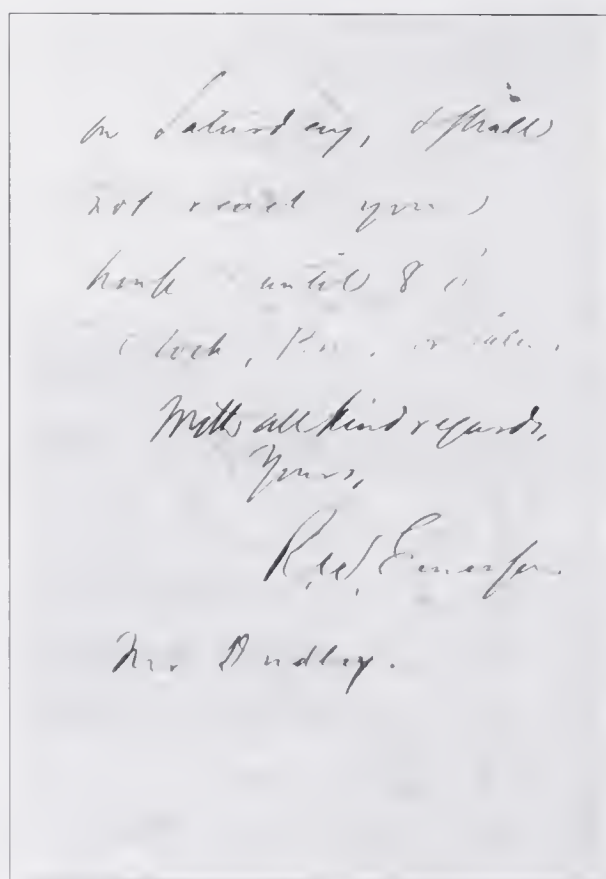 on Saturday, I shall
not reach your
house until 8 o'
clock, P.M. or later.
With all kind regards,
Yours,
R. W. Emerson.
Mr Dudley.